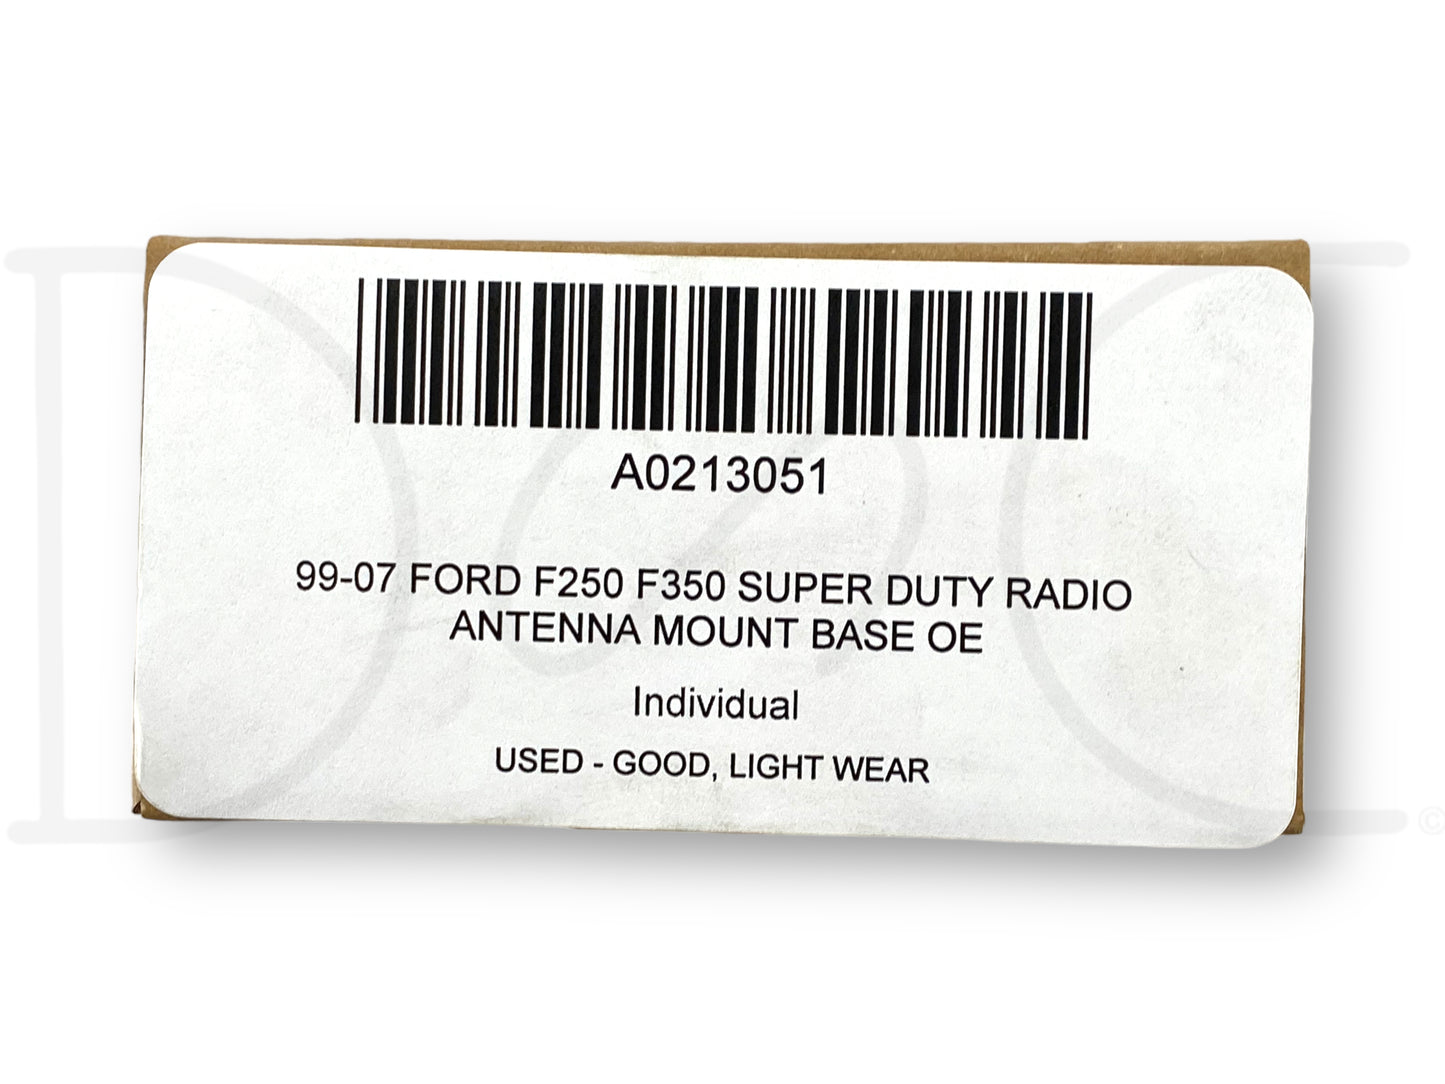 A0213051
99-07 FORD F250 F350 SUPER DUTY RADIO
ANTENNA MOUNT BASE OE
Individual
USED - GOOD, LIGHT WEAR
©